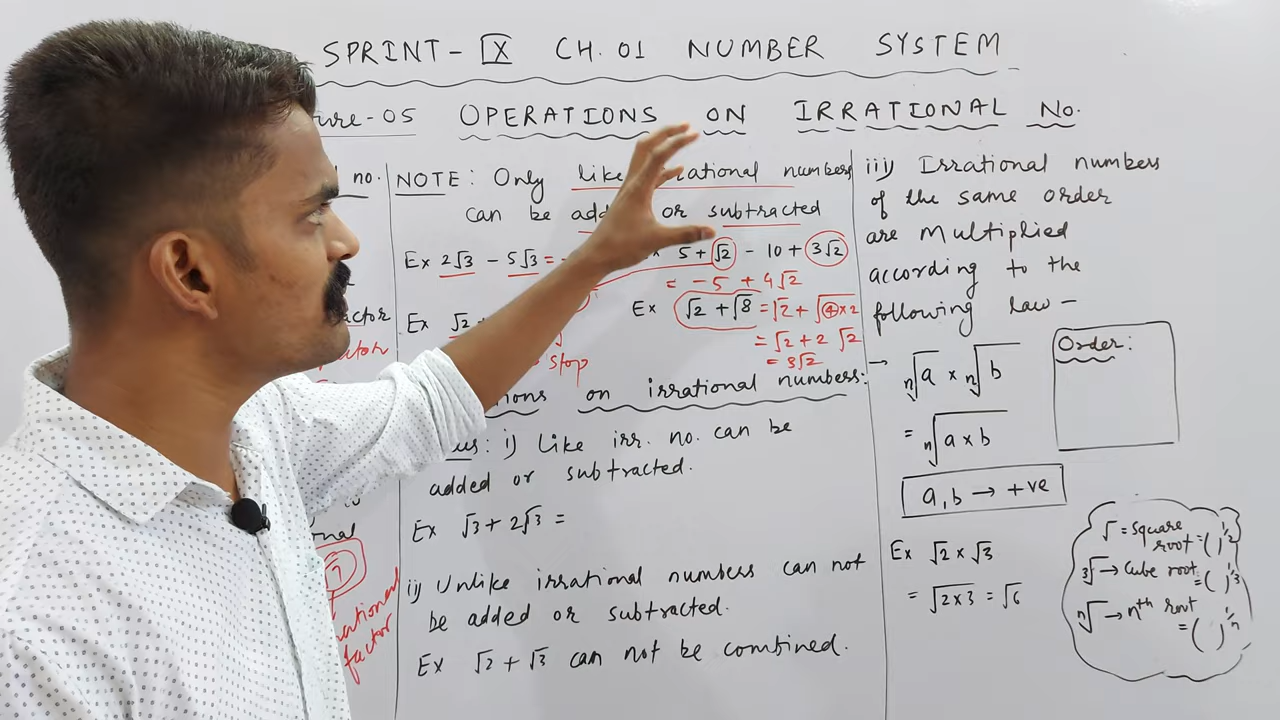 SPRINT-IX CH.01 NUMBER SYSTEM
ure-05 OPERATIONS ON IRRATIONAL No.
no.
actor
ctor
onal
ational
factor
NOTE: Only like rational numbers
can be added or subtracted
Ex 2√3 - 5√3 = -
5+√2 - 10 + 3√2
= -5 + 4√2
Ex √2 +
stop
Ex √2 + √8 = √2 + √4×2
= √2 + 2√2
= 3√2
ons on irrational numbers:
i) Like irr. no. can be
added or subtracted.
Ex √3 + 2√3 =
ii) Unlike irrational numbers can not
be added or subtracted.
Ex √2 + √3 can not be combined.
iii) Irrational numbers
of the same order
are Multiplied
according to the
following law -
→ ⁿ√a × ⁿ√b
= ⁿ√a×b
a, b → +ve
Ex √2 × √3
= √2×3 = √6
Order:
√ = Square
root = ( )^1/2
3√ → Cube root
= ( )^1/3
ⁿ√ → nth root
= ( )^1/n